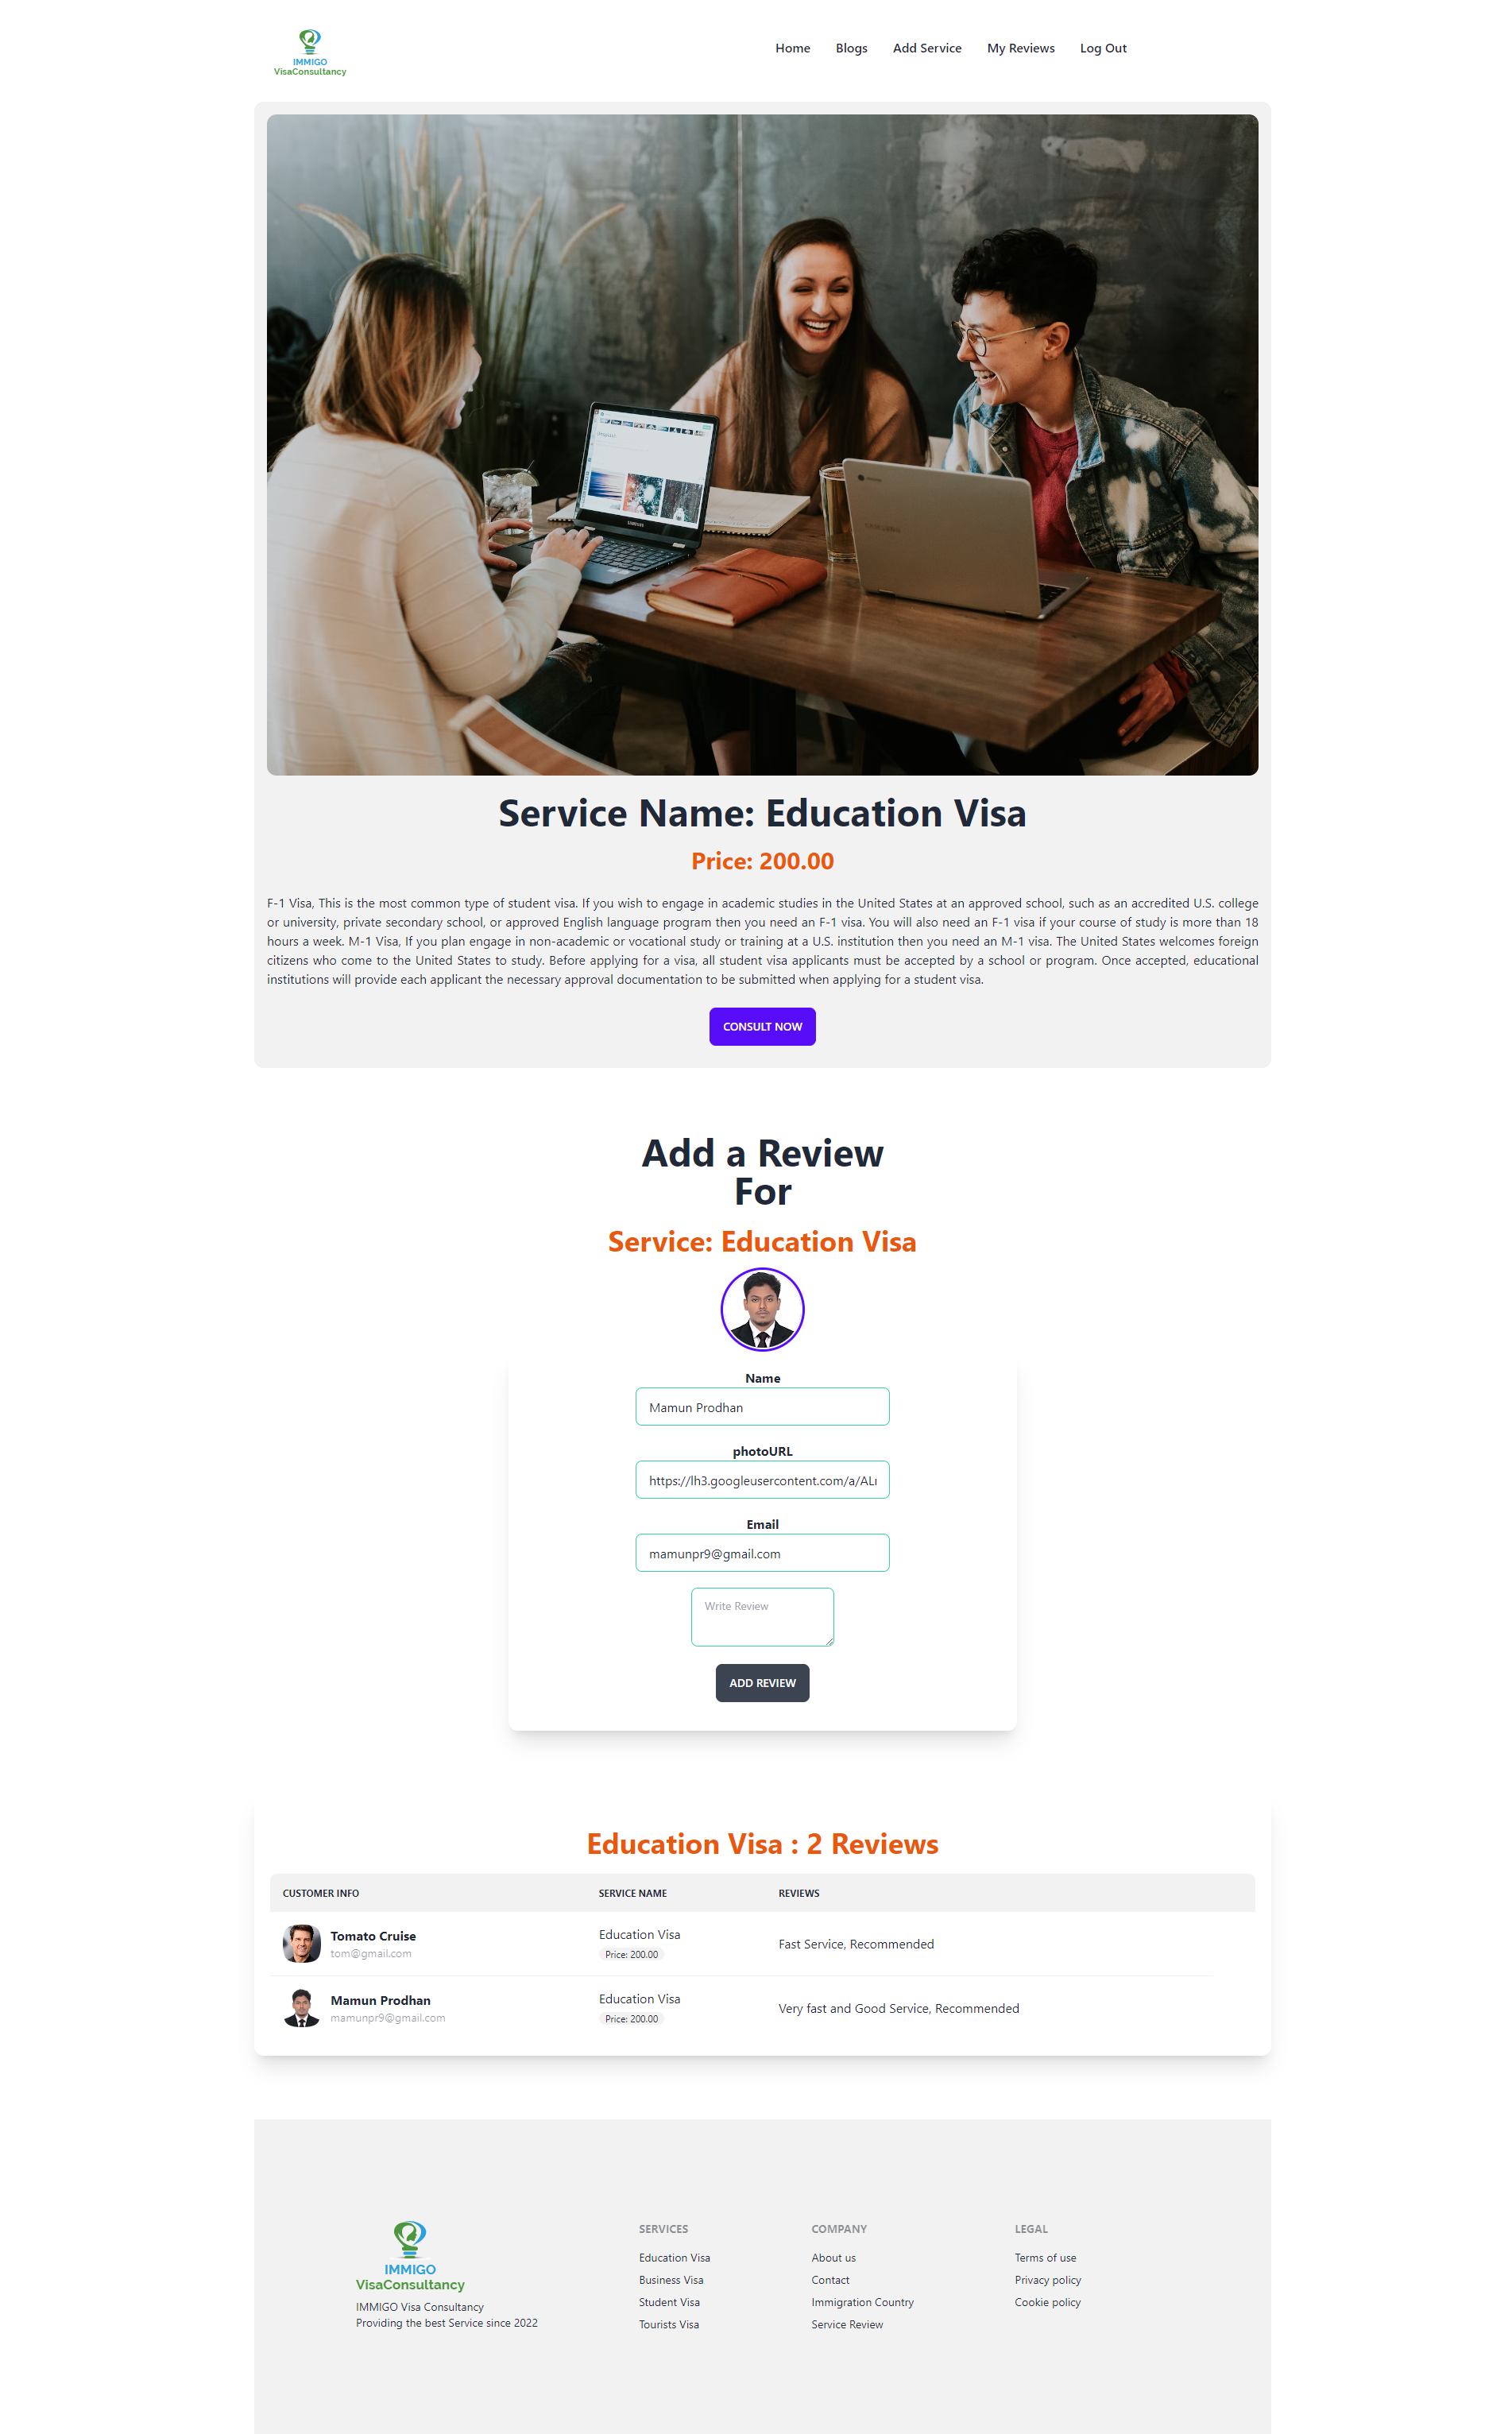 IMMIGO
VisaConsultancy
Home Blogs Add Service My Reviews Log Out
SAMSUNG
Service Name: Education Visa
Price: 200.00
F-1 Visa, This is the most common type of student visa. If you wish to engage in academic studies in the United States at an approved school, such as an accredited U.S. college
or university, private secondary school, or approved English language program then you need an F-1 visa. You will also need an F-1 visa if your course of study is more than 18
hours a week. M-1 Visa, If you plan engage in non-academic or vocational study or training at a U.S. institution then you need an M-1 visa. The United States welcomes foreign
citizens who come to the United States to study. Before applying for a visa, all student visa applicants must be accepted by a school or program. Once accepted, educational
institutions will provide each applicant the necessary approval documentation to be submitted when applying for a student visa.
CONSULT NOW
Add a Review
For
Service: Education Visa
Name
Mamun Prodhan
photoURL
https://lh3.googleusercontent.com/a/ALı
Email
mamunpr9@gmail.com
Write Review
ADD REVIEW
Education Visa : 2 Reviews
CUSTOMER INFO SERVICE NAME REVIEWS
Tomato Cruise
tom@gmail.com
Education Visa
Price: 200.00
Fast Service, Recommended
Mamun Prodhan
mamunpr9@gmail.com
Education Visa
Price: 200.00
Very fast and Good Service, Recommended
IMMIGO
VisaConsultancy
IMMIGO Visa Consultancy
Providing the best Service since 2022
SERVICES
Education Visa
Business Visa
Student Visa
Tourists Visa
COMPANY
About us
Contact
Immigration Country
Service Review
LEGAL
Terms of use
Privacy policy
Cookie policy